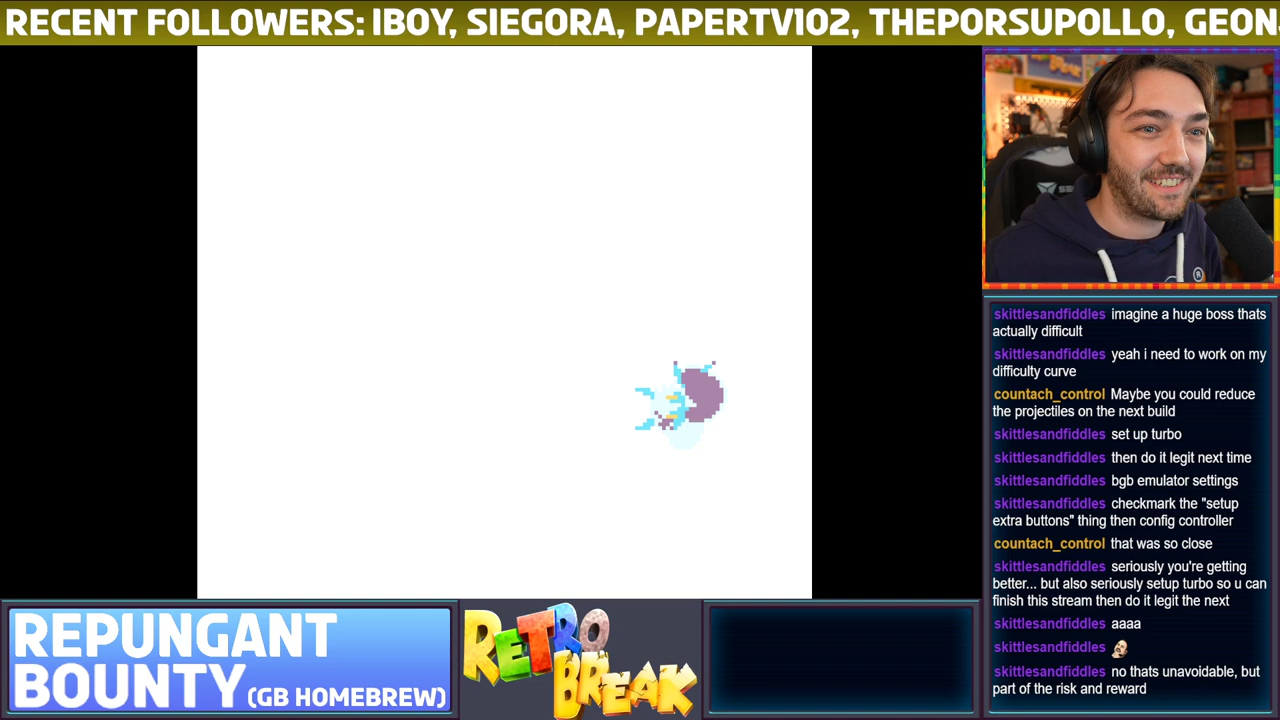 RECENT FOLLOWERS: IBOY, SIEGORA, PAPERTV102, THEPORSUPOLLO, GEON
skittlesandfiddles imagine a huge boss thats
actually difficult
skittlesandfiddles yeah i need to work on my
difficulty curve
countach_control Maybe you could reduce
the projectiles on the next build
skittlesandfiddles set up turbo
skittlesandfiddles then do it legit next time
skittlesandfiddles bgb emulator settings
skittlesandfiddles checkmark the "setup
extra buttons" thing then config controller
countach_control that was so close
skittlesandfiddles seriously you're getting
better... but also seriously setup turbo so u can
finish this stream then do it legit the next
skittlesandfiddles aaaa
skittlesandfiddles
skittlesandfiddles no thats unavoidable, but
part of the risk and reward
REPUNGANT
BOUNTY (GB HOMEBREW)
RETRO
BREAK